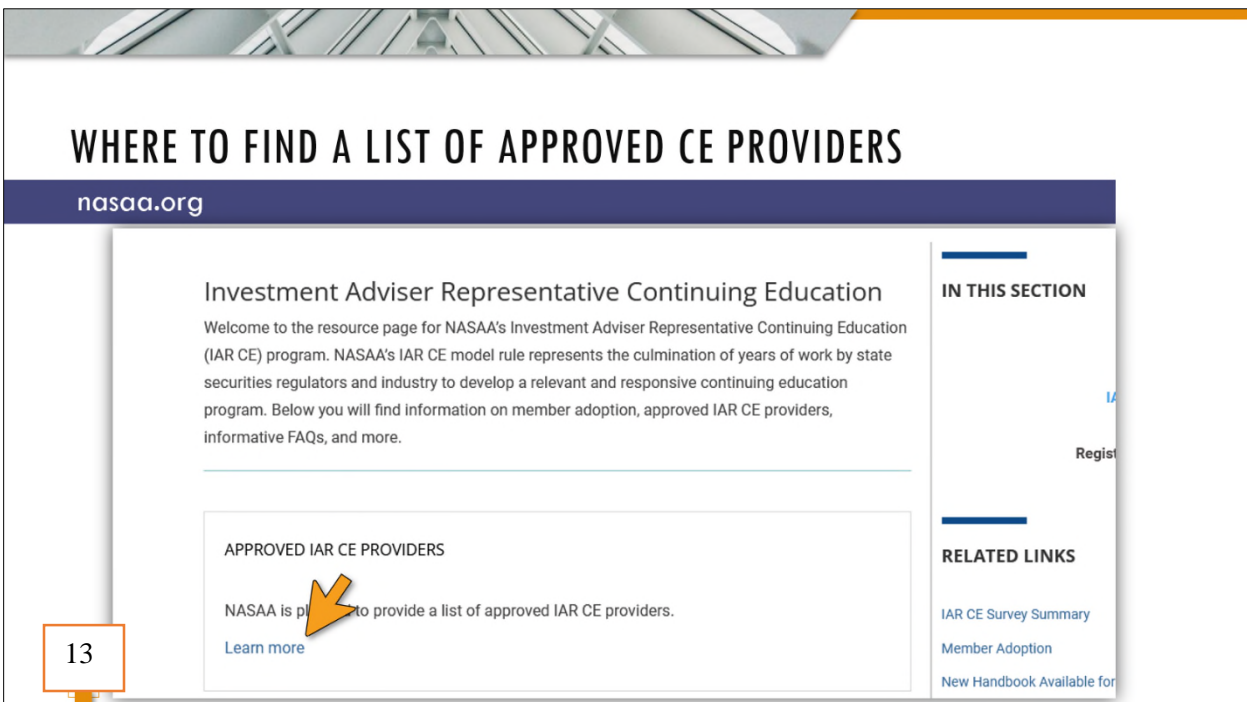 WHERE TO FIND A LIST OF APPROVED CE PROVIDERS
nasaa.org
Investment Adviser Representative Continuing Education
Welcome to the resource page for NASAA's Investment Adviser Representative Continuing Education
(IAR CE) program. NASAA's IAR CE model rule represents the culmination of years of work by state
securities regulators and industry to develop a relevant and responsive continuing education
program. Below you will find information on member adoption, approved IAR CE providers,
informative FAQs, and more.
APPROVED IAR CE PROVIDERS
NASAA is to provide a list of approved IAR CE providers.
Learn more
IN THIS SECTION
RELATED LINKS
IAR CE Survey Summary
Member Adoption
New Handbook Available for
13